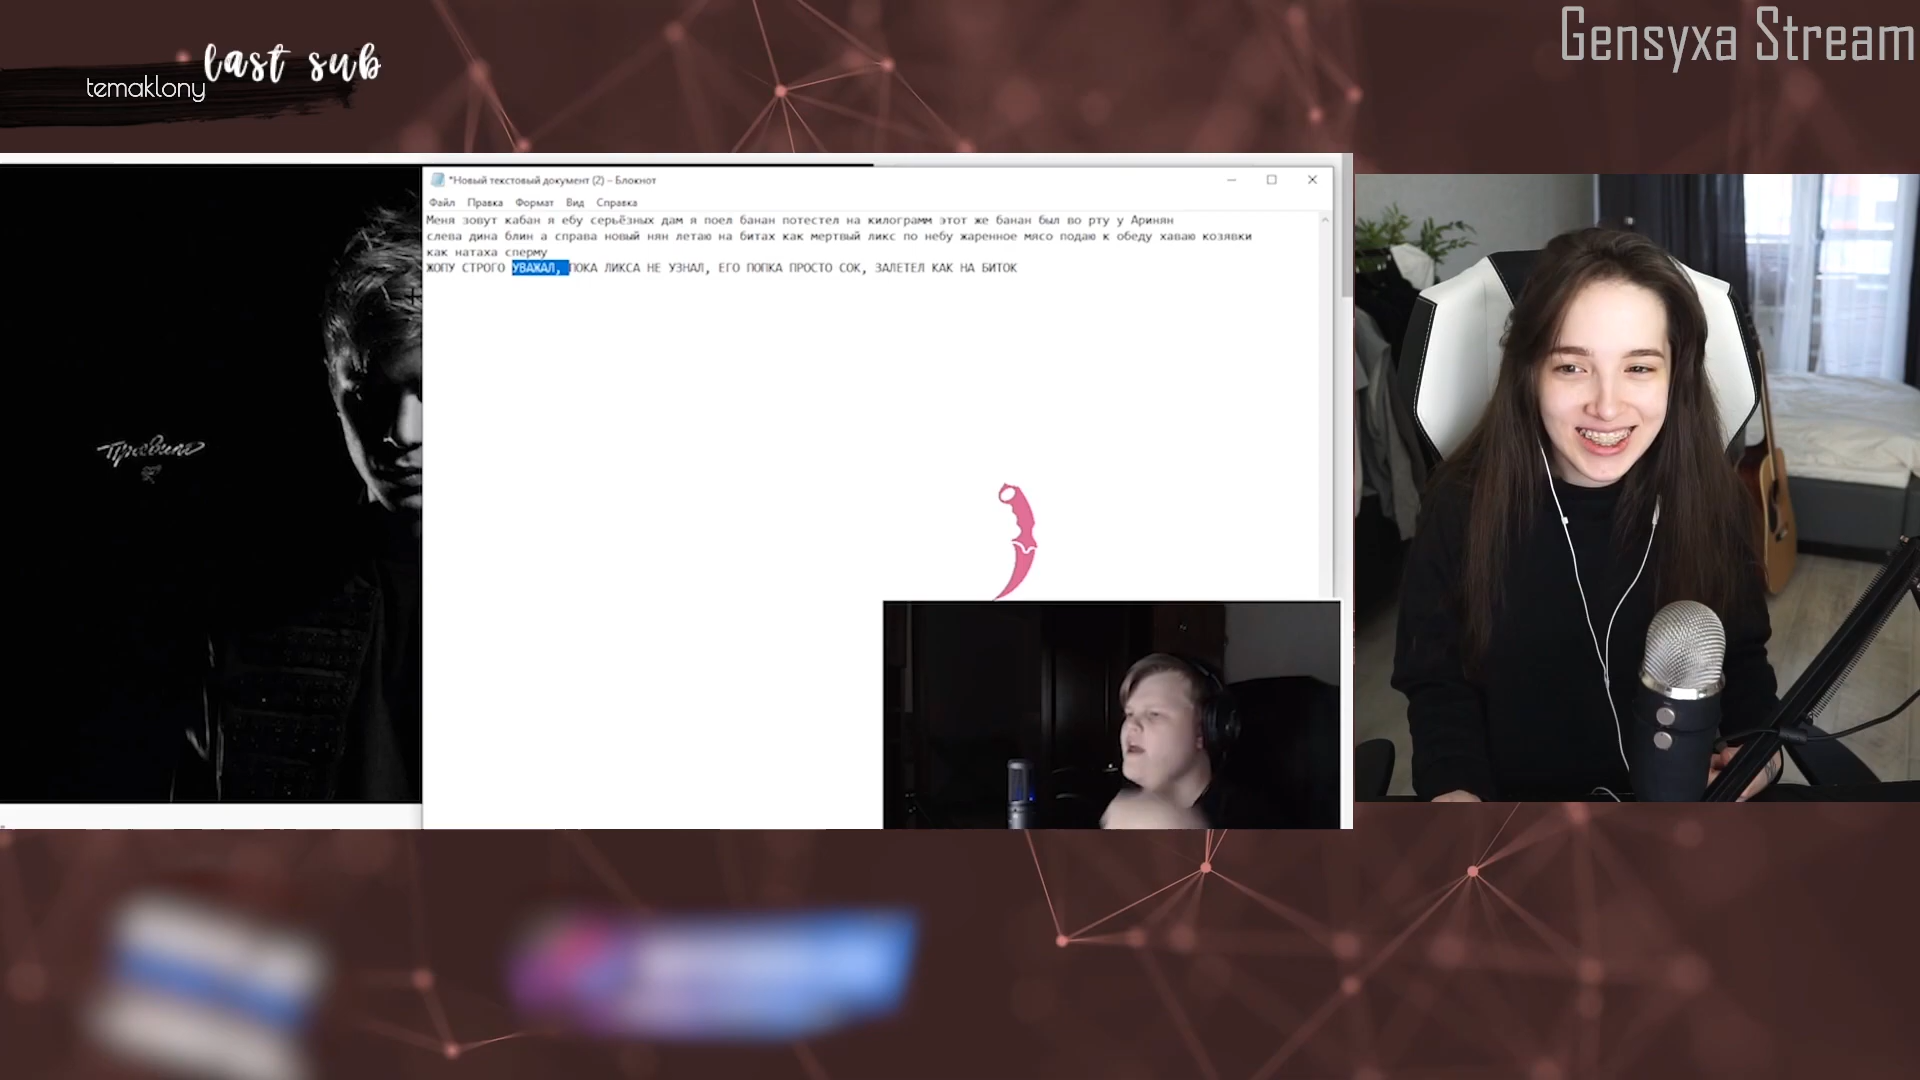 Gensyxa Stream
last sub
temaklony
*Новый текстовый документ (2) – Блокнот
Файл Правка Формат Вид Справка
Меня зовут кабан я ебу серьёзных дам я поел банан потестел на килограмм этот же банан был во рту у Аринян
слева дина блин а справа новый нян летаю на битах как мертвый ликс по небу жаренное мясо подаю к обеду хаваю козявки
как натаха сперму
ЖОПУ СТРОГО УВАЖАЛ, ПОКА ЛИКСА НЕ УЗНАЛ, ЕГО ПОПКА ПРОСТО СОК, ЗАЛЕТЕЛ КАК НА БИТОК